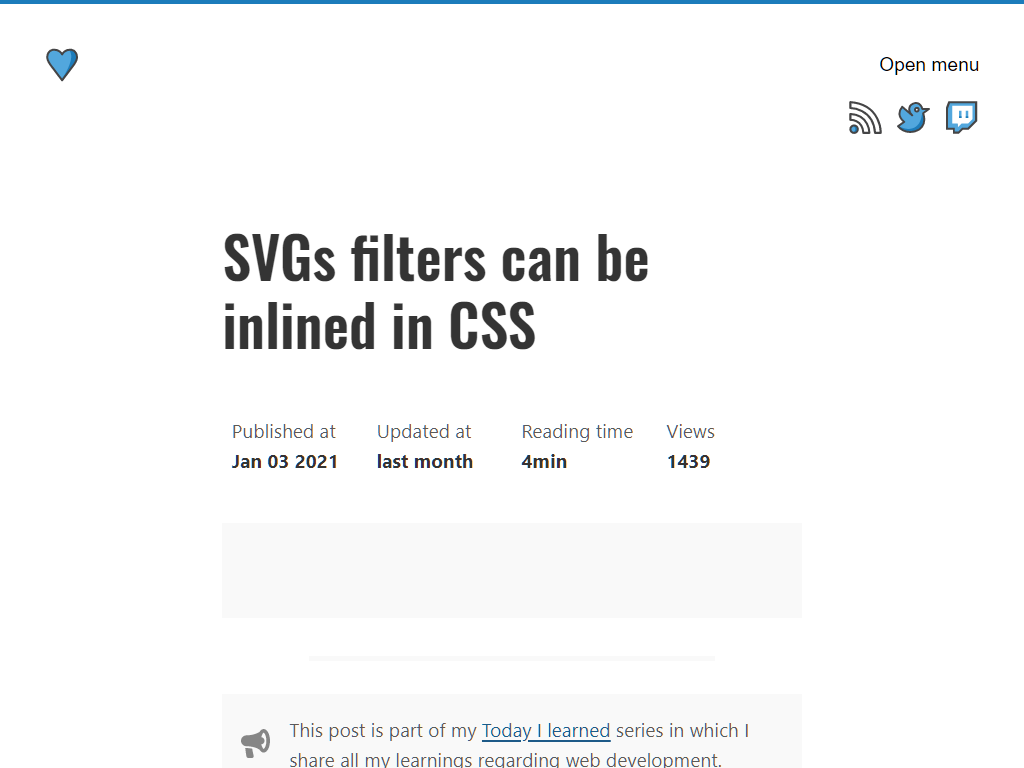 Open menu
SVGs filters can be
inlined in CSS
Published at
Updated at
Reading time
Views
Jan 03 2021
last month
4min
1439
This post is part of my Today I learned series in which I
share all my learnings regarding web development.